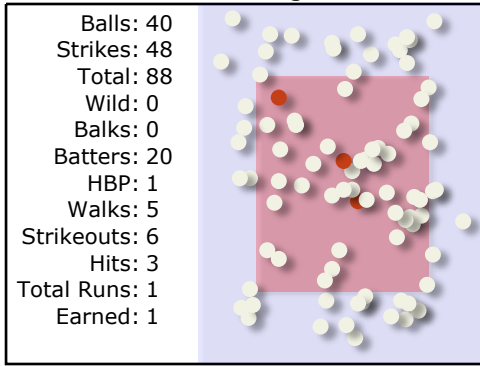 Balls: 40
Strikes: 48
Total: 88
Wild: 0
Balks: 0
Batters: 20
HBP: 1
Walks: 5
Strikeouts: 6
Hits: 3
Total Runs: 1
Earned: 1